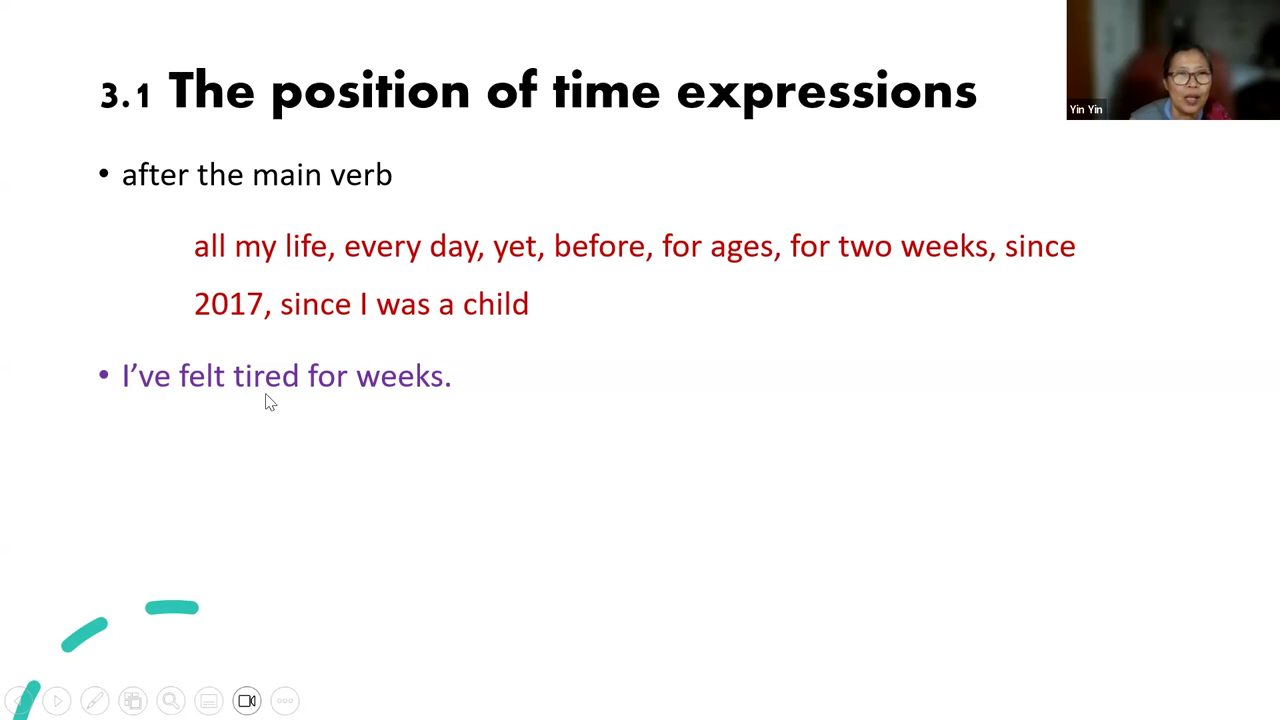 3.1 The position of time expressions
Yin Yin
• after the main verb
all my life, every day, yet, before, for ages, for two weeks, since
2017, since I was a child
• I’ve felt tired for weeks.